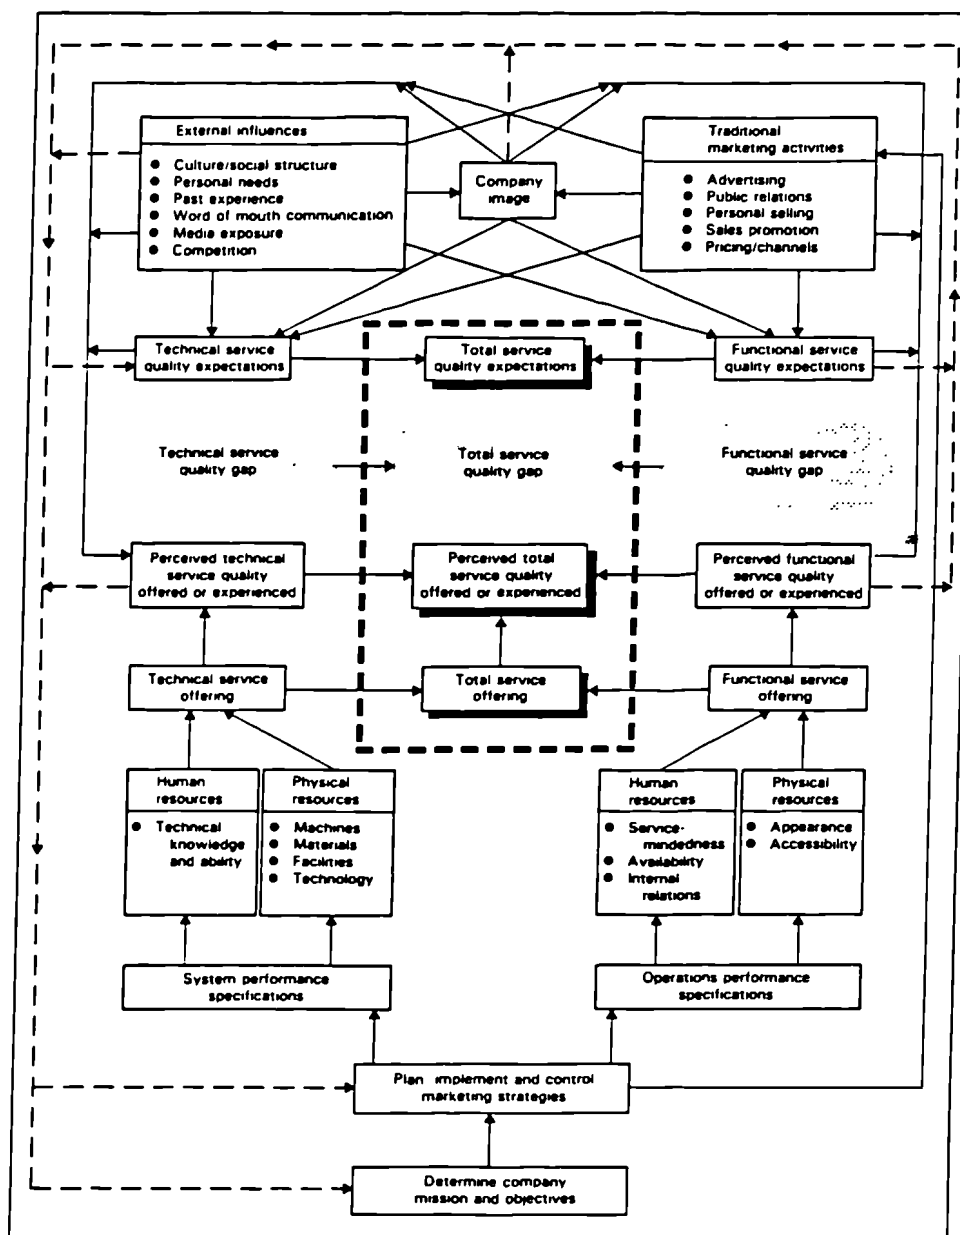 External influences
Culture/social structure
Personal needs
Past experience
Word of mouth communication
Media exposure
Competition
Company
image
Traditional
marketing activities
Advertising
Public relations
Personal selling
Sales promotion
Pricing/channels
Technical service
quality expectations
Total service
quality expectations
Functional service
quality expectations
Technical service
quality gap
Total service
quality gap
Functional service
quality gap
Perceived technical
service quality
offered or experienced
Perceived total
service quality
offered or experienced
Perceived functional
service quality
offered or experienced
Technical service
offering
Total service
offering
Functional service
offering
Human
resources
Technical
knowledge
and ability
Physical
resources
Machines
Materials
Facilities
Technology
Human
resources
Service-
mindedness
Availability
Internal
relations
Physical
resources
Appearance
Accessibility
System performance
specifications
Operations performance
specifications
Plan implement and control
marketing strategies
Determine company
mission and objectives